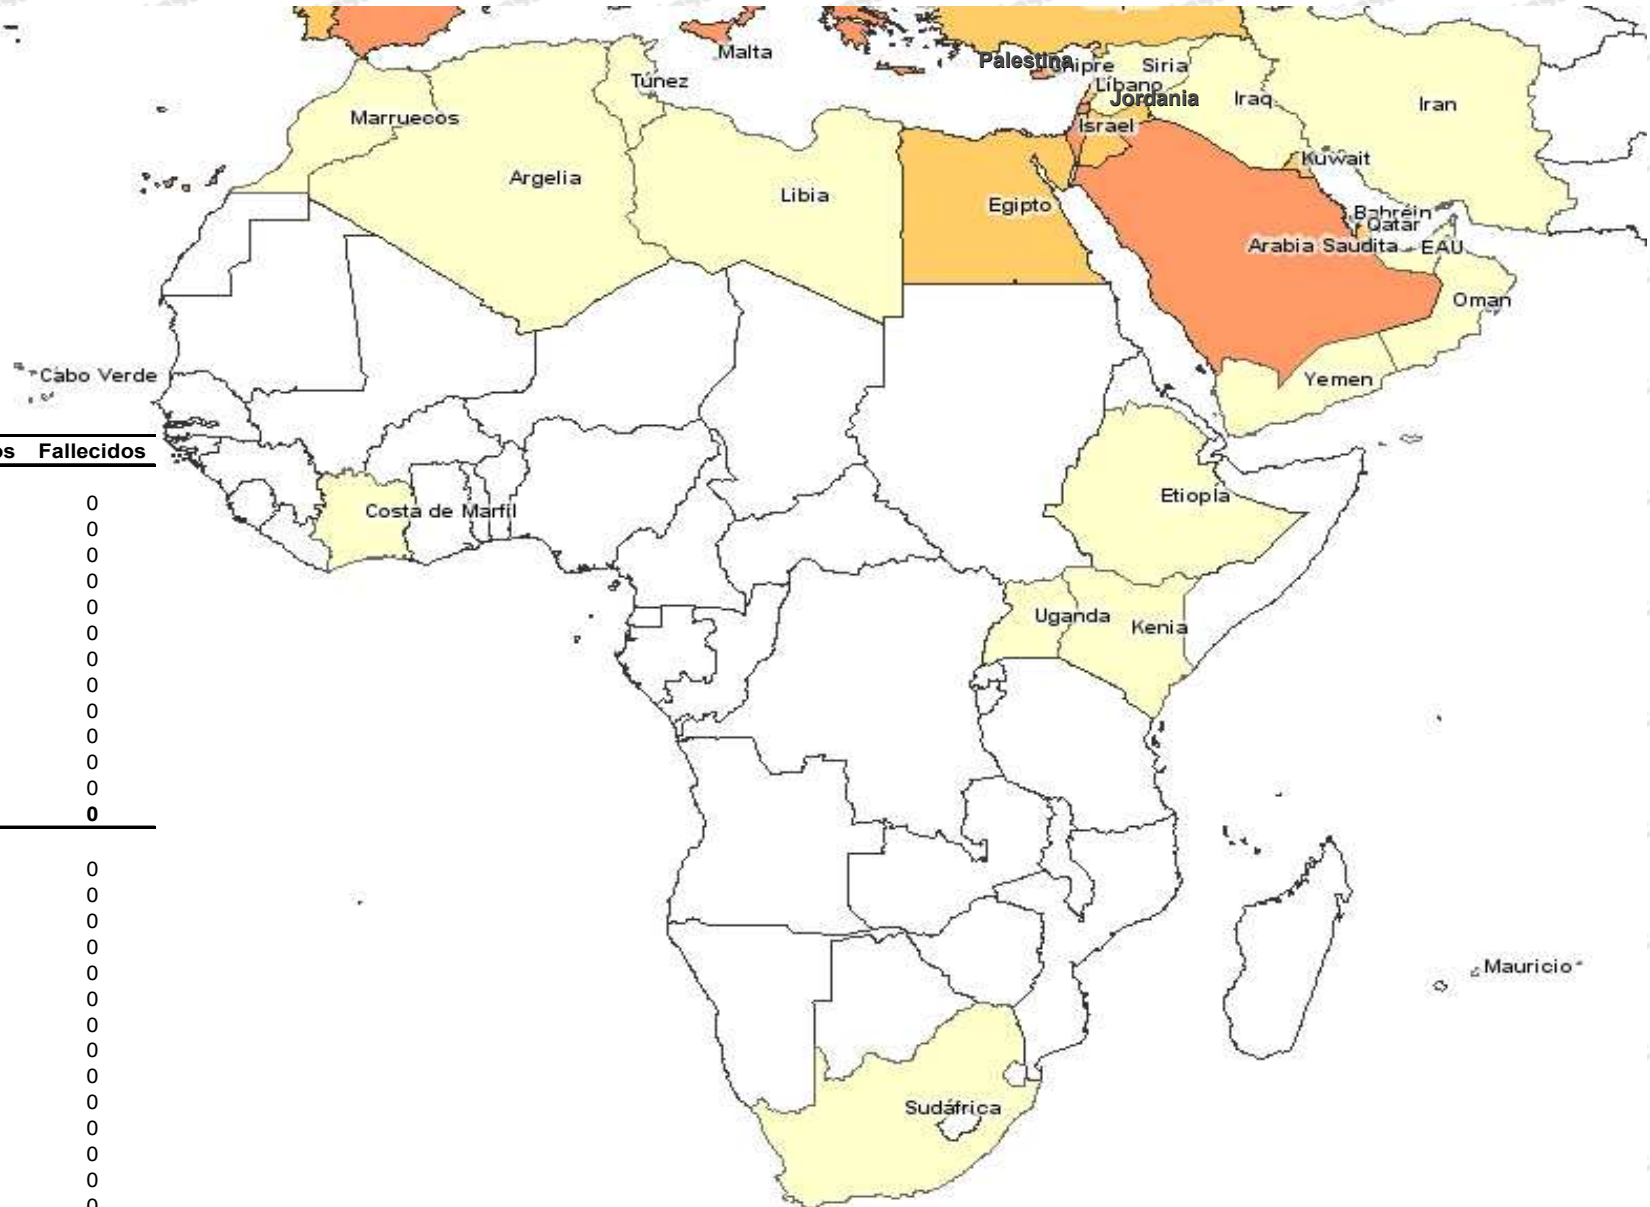 Malta
Palestina
Chipre
Siria
Túnez
Líbano
Jordania
Iraq
Iran
Marruecos
Israel
Kuwait
Argelia
Libia
Egipto
Bahréin
Qatar
Arabia Saudita
EAU
Oman
Cabo Verde
Yemen
os Fallecidos
0
Etiopía
Costa de Marfil
0
0
0
0
Uganda
Kenia
0
0
0
0
0
0
0
0
0
0
0
Mauricio
0
0
0
0
0
0
Sudáfrica
0
0
0
0